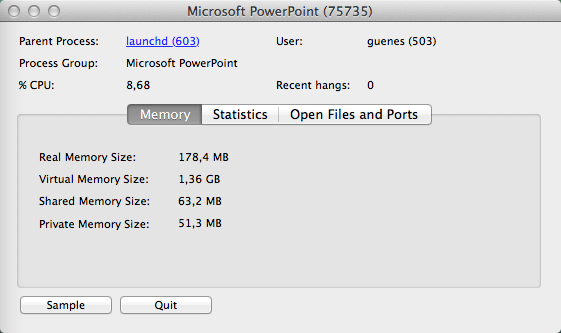 Microsoft PowerPoint (75735)
Parent Process: launchd (603) User: guenes (503)
Process Group: Microsoft PowerPoint
% CPU: 8,68 Recent hangs: 0
Memory Statistics Open Files and Ports
Real Memory Size: 178,4 MB
Virtual Memory Size: 1,36 GB
Shared Memory Size: 63,2 MB
Private Memory Size: 51,3 MB
Sample Quit